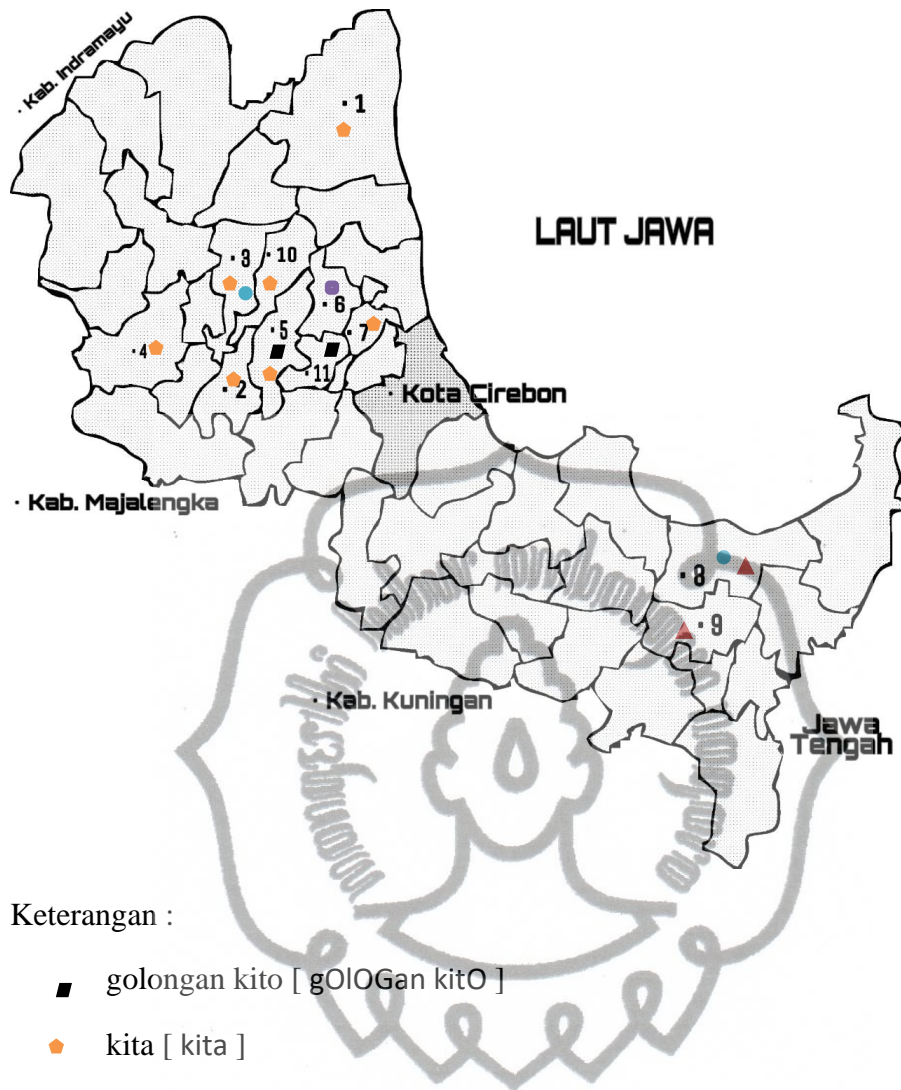 · Kab. Indramayu
· 1
LAUT JAWA
· 3
· 10
· 6
· 5
· 7
· 4
· 11
· 2
· Kota Cirebon
· Kab. Majalengka
· 8
· 9
· Kab. Kuningan
Jawa
Tengah
Keterangan :
golongan kito [ gOlOGan kitO ]
kita [ kita ]